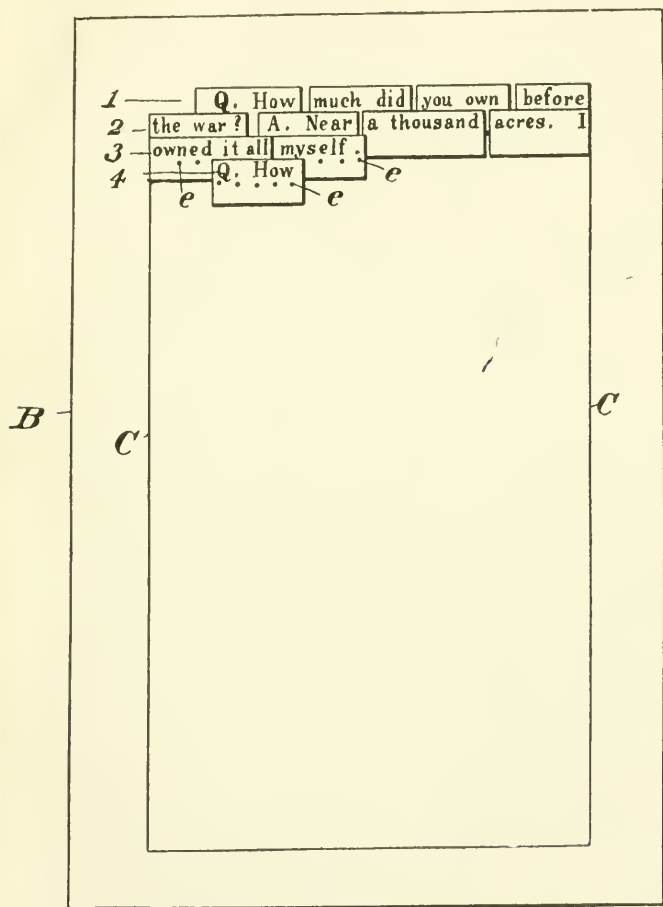 1 Q. How much did you own before
2 the war? A. Near a thousand acres. I
3 owned it all myself.
4 Q. How
e e e
B C C